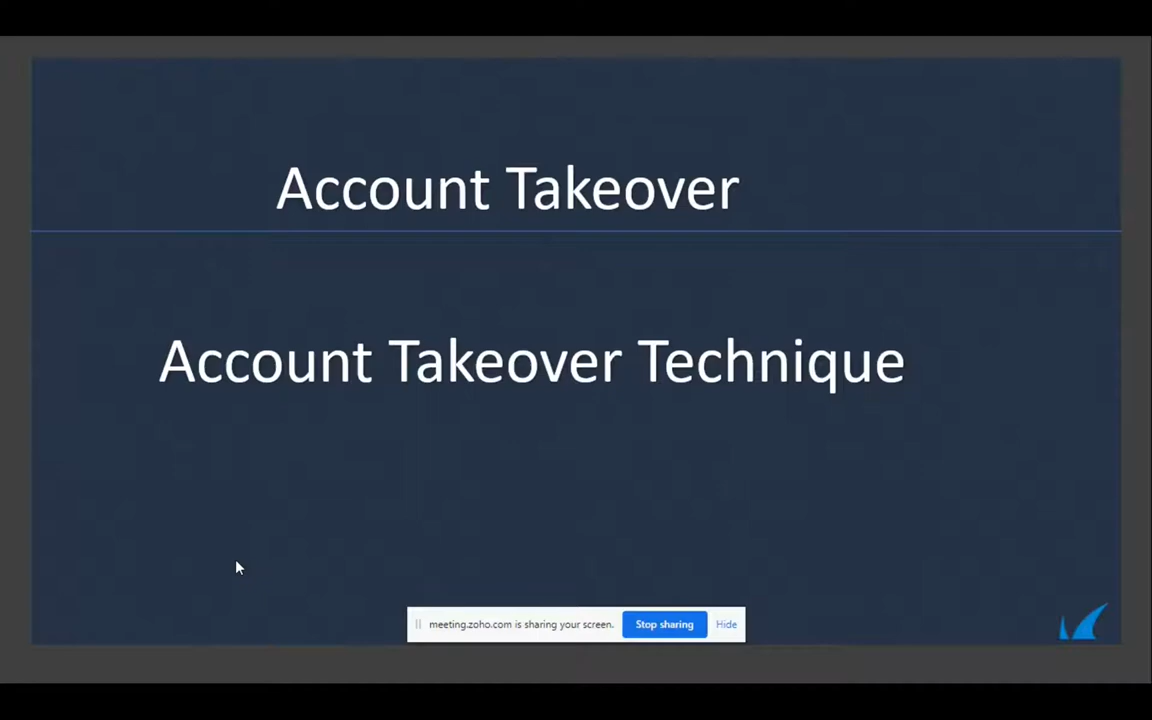 Account Takeover
Account Takeover Technique
meeting.zoho.com is sharing your screen. Stop sharing Hide